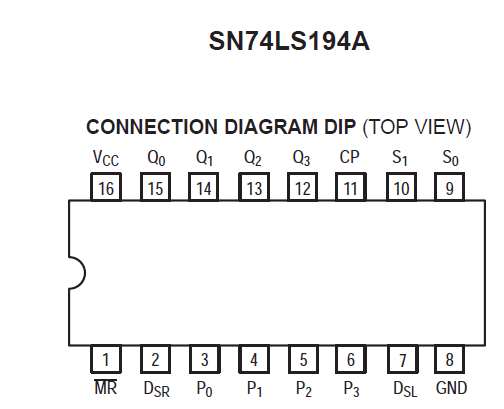 SN74LS194A
CONNECTION DIAGRAM DIP (TOP VIEW)
VCC Q0 Q1 Q2 Q3 CP S1 S0
16 15 14 13 12 11 10 9
1 2 3 4 5 6 7 8
M̅R̅ DSR P0 P1 P2 P3 DSL GND